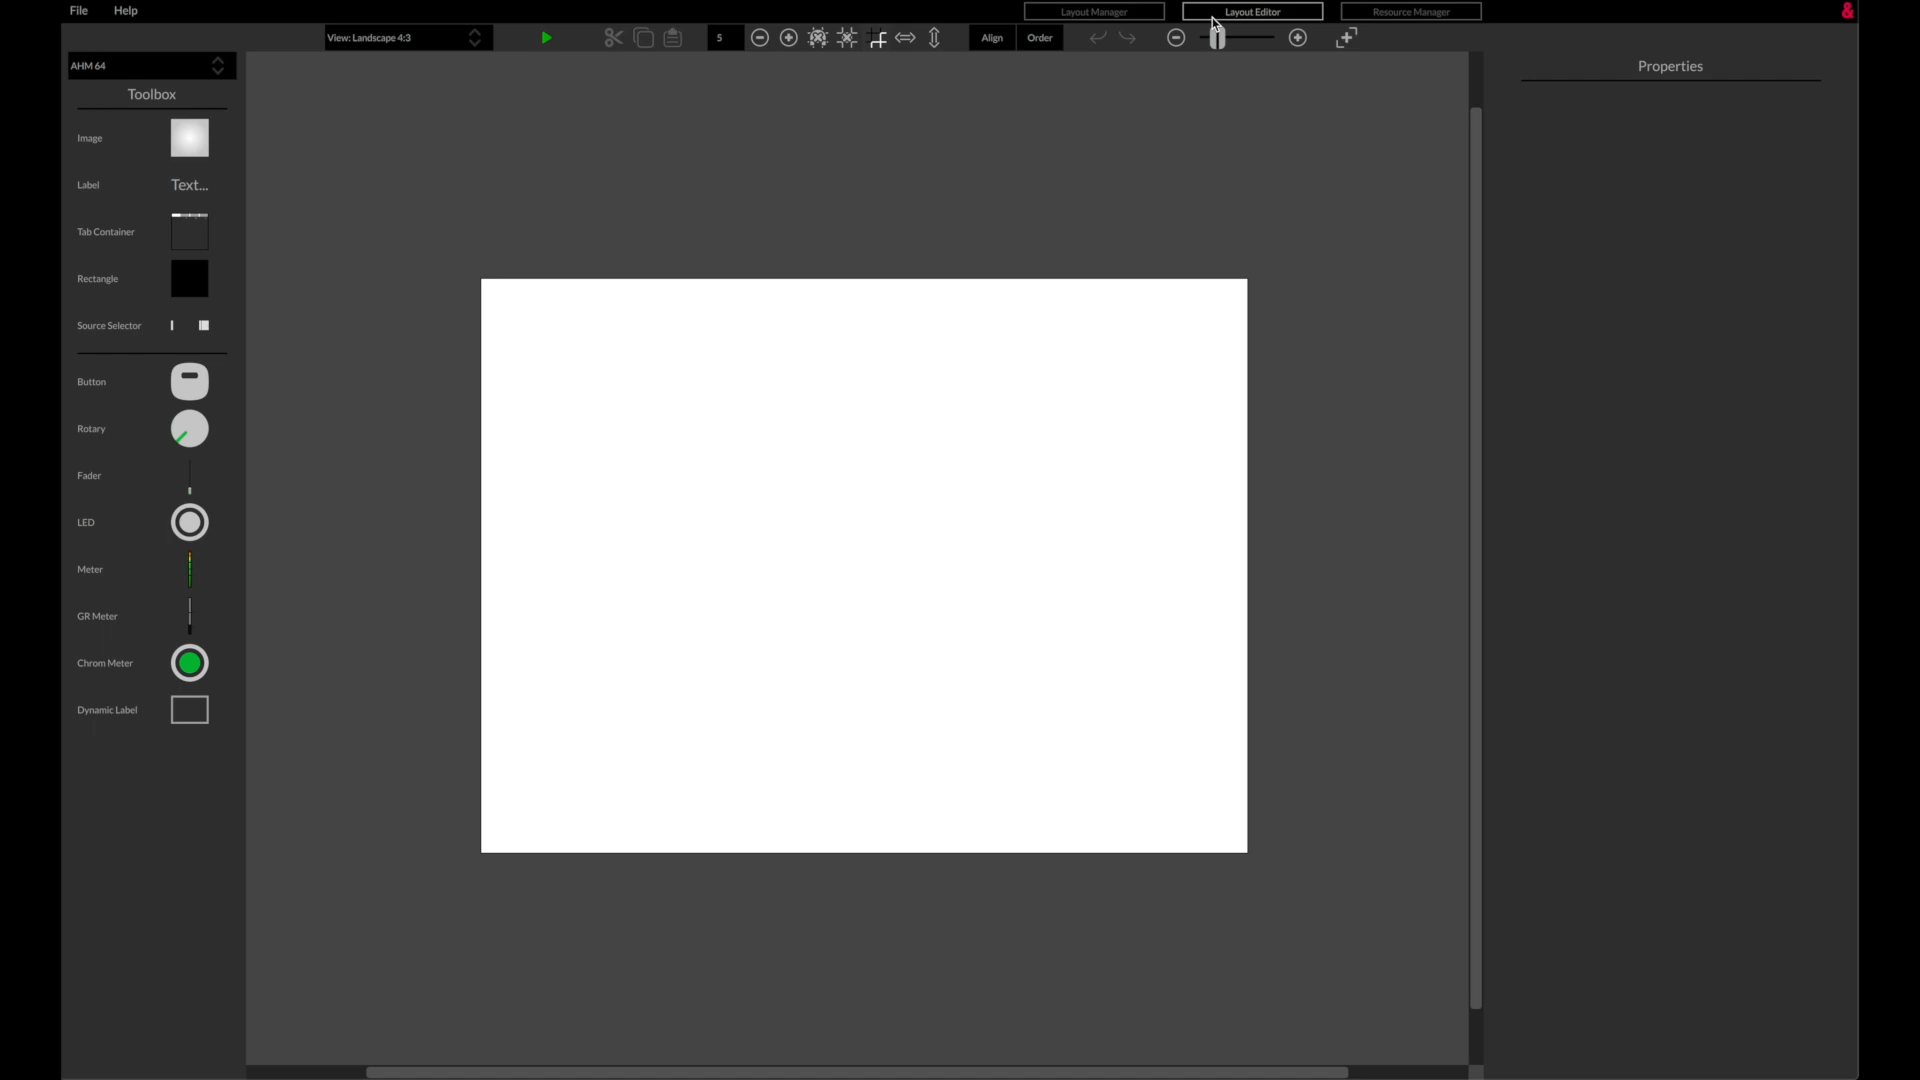 File Help Layout Manager Layout Editor Resource Manager &
View: Landscape 4:3 5 Align Order
AHM 64
Toolbox
Properties
Image
Label Text...
Tab Container
Rectangle
Source Selector
Button
Rotary
Fader
LED
Meter
GR Meter
Chrom Meter
Dynamic Label